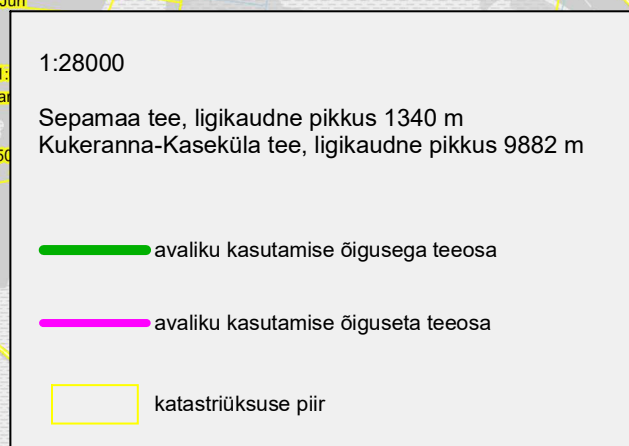 1:28000
Sepamaa tee, ligikaudne pikkus 1340 m
Kukeranna-Kaseküla tee, ligikaudne pikkus 9882 m
avaliku kasutamise õigusega teeosa
avaliku kasutamise õiguseta teeosa
katastriüksuse piir